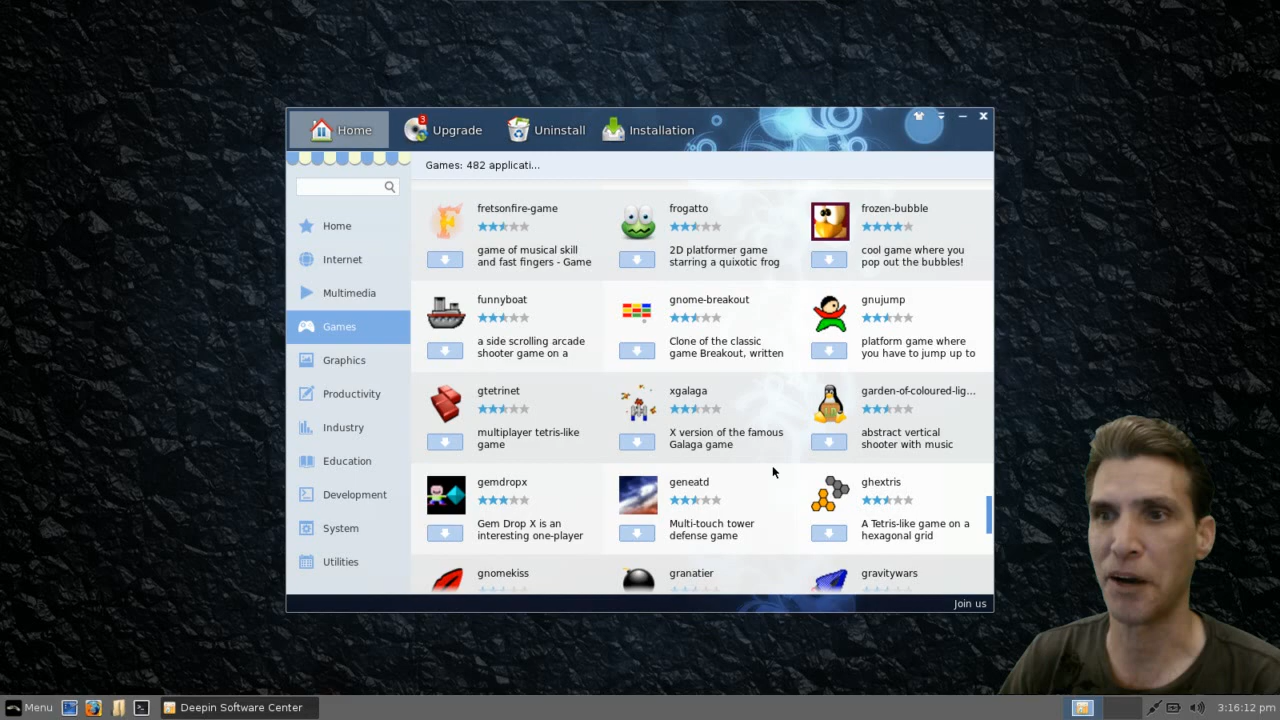 Home
3
Upgrade
Uninstall
Installation
Games: 482 applicati...
Home
Internet
Multimedia
Games
Graphics
Productivity
Industry
Education
Development
System
Utilities
fretsonfire-game
game of musical skill
and fast fingers - Game
frogatto
2D platformer game
starring a quixotic frog
frozen-bubble
cool game where you
pop out the bubbles!
funnyboat
a side scrolling arcade
shooter game on a
gnome-breakout
Clone of the classic
game Breakout, written
gnujump
platform game where
you have to jump up to
gtetrinet
multiplayer tetris-like
game
xgalaga
X version of the famous
Galaga game
garden-of-coloured-lig...
abstract vertical
shooter with music
gemdropx
Gem Drop X is an
interesting one-player
geneatd
Multi-touch tower
defense game
ghextris
A Tetris-like game on a
hexagonal grid
gnomekiss
granatier
gravitywars
Join us
Menu
Deepin Software Center
3:16:12 pm